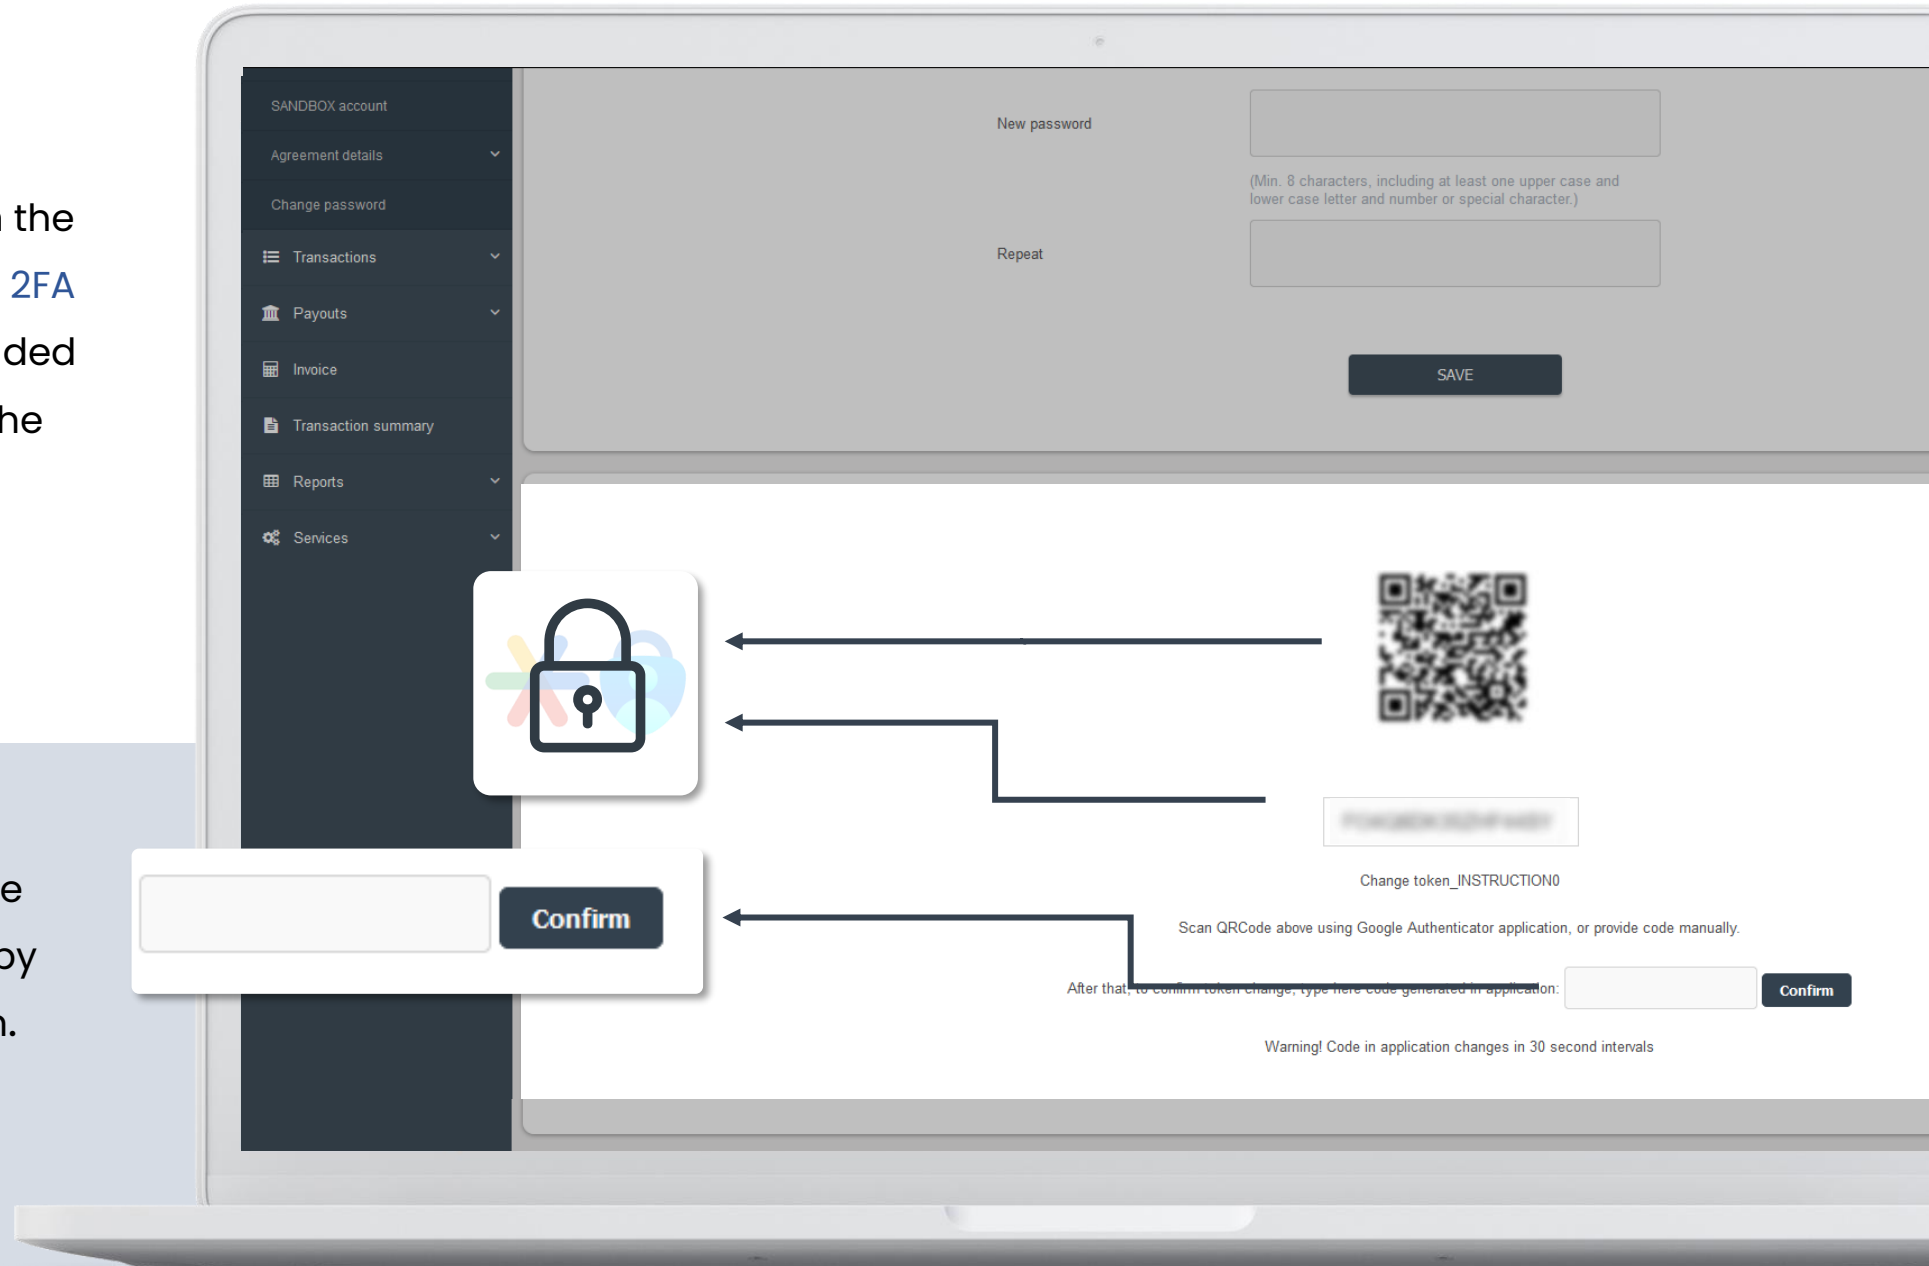 the
2FA
ded
he
e
by
n.
SANDBOX account
Agreement details
Change password
Transactions
Payouts
Invoice
Transaction summary
Reports
Services
New password
(Min. 8 characters, including at least one upper case and
lower case letter and number or special character.)
Repeat
SAVE
Change token_INSTRUCTION0
Scan QRCode above using Google Authenticator application, or provide code manually.
After that, to confirm token change, type here code generated in application:
Confirm
Warning! Code in application changes in 30 second intervals
Confirm